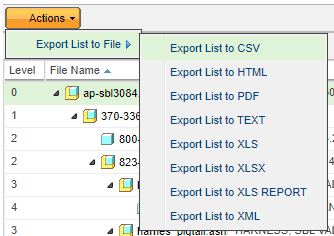 Actions
Export List to File
Export List to CSV
Export List to HTML
Export List to PDF
Export List to TEXT
Export List to XLS
Export List to XLSX
Export List to XLS REPORT
Export List to XML
Level
File Name
0
ap-sbl3084.
1
370-336
2
800-
2
823-
3
4
3
3
names_pigtail.asm
HARNESS, SBL VAL